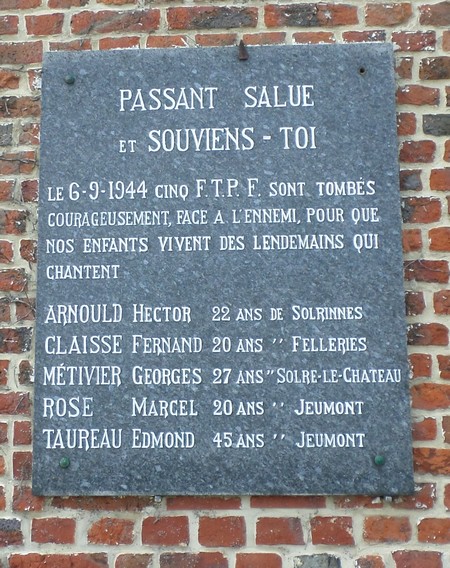 PASSANT SALUE
ET SOUVIENS - TOI
LE 6-9-1944 CINQ F.T.P.F. SONT TOMBÉS
COURAGEUSEMENT, FACE A L'ENNEMI, POUR QUE
NOS ENFANTS VIVENT DES LENDEMAINS QUI
CHANTENT
ARNOULD HECTOR 22 ANS DE SOLRINNES
CLAISSE FERNAND 20 ANS '' FELLERIES
MÉTIVIER GEORGES 27 ANS '' SOLRE-LE-CHATEAU
ROSE MARCEL 20 ANS '' JEUMONT
TAUREAU EDMOND 45 ANS '' JEUMONT